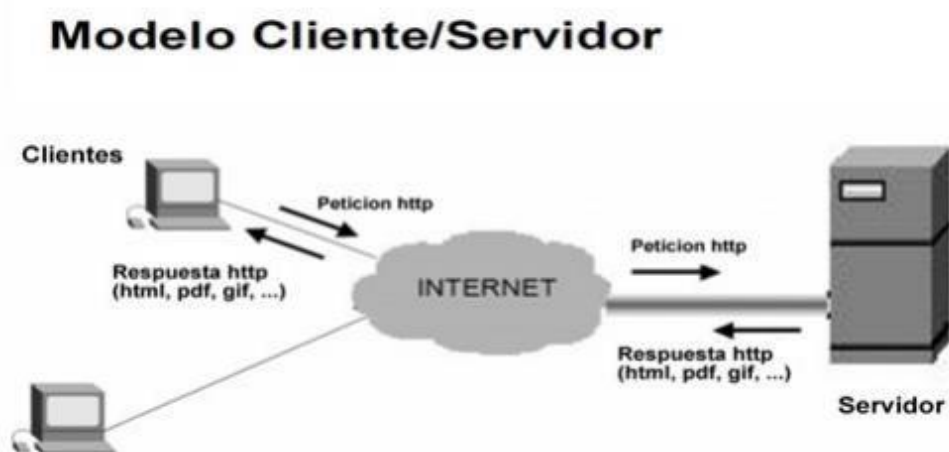 Modelo Cliente/Servidor
Clientes
Peticion http
Respuesta http
(html, pdf, gif, ...)
INTERNET
Peticion http
Respuesta http
(html, pdf, gif, ...)
Servidor